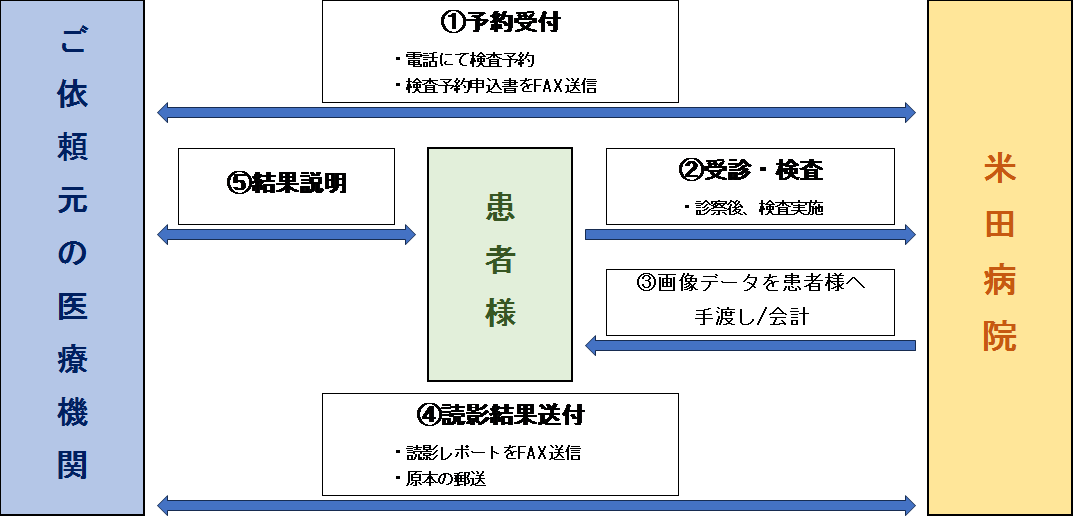 ご依頼元の医療機関
①予約受付
・電話にて検査予約
・検査予約申込書をFAX送信
⑤結果説明
患者様
②受診・検査
・診察後、検査実施
③画像データを患者様へ
手渡し/会計
米田病院
④読影結果送付
・読影レポートをFAX送信
・原本の郵送